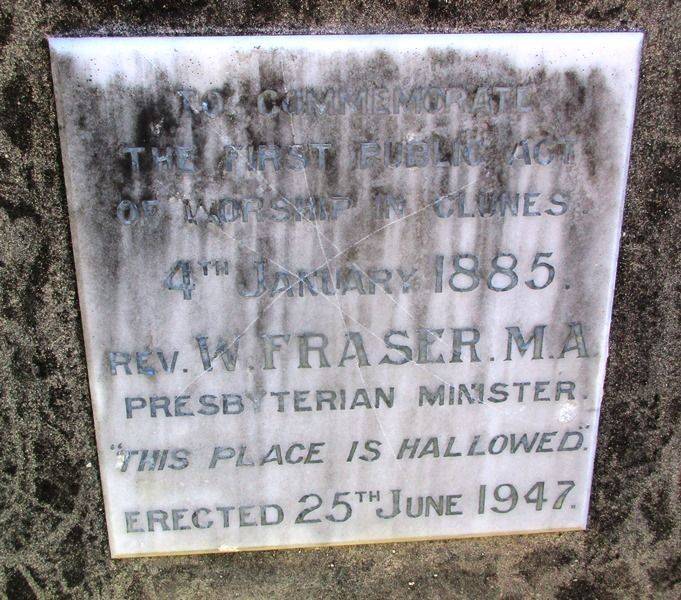 TO COMMEMORATE
THE FIRST PUBLIC ACT
OF WORSHIP IN CLUNES
4TH JANUARY 1885.
REV. W. FRASER. M.A.
PRESBYTERIAN MINISTER.
"THIS PLACE IS HALLOWED".
ERECTED 25TH JUNE 1947.